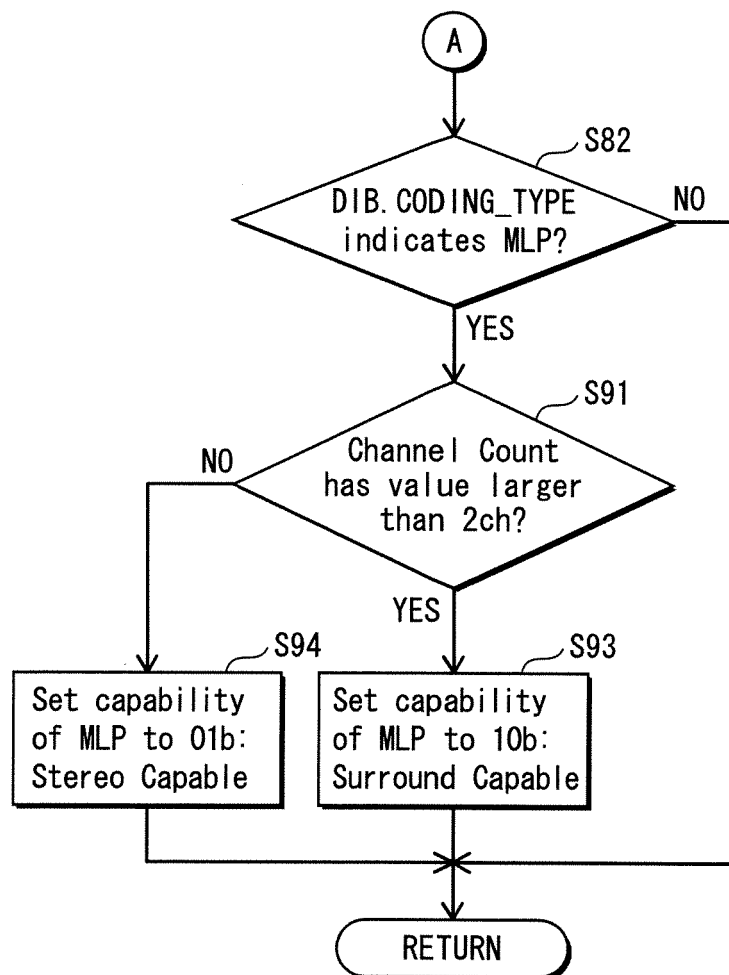 A
S82
DIB.CODING_TYPE
indicates MLP?
NO
YES
S91
Channel Count
has value larger
than 2ch?
NO
YES
S94
Set capability
of MLP to 01b:
Stereo Capable
S93
Set capability
of MLP to 10b:
Surround Capable
RETURN